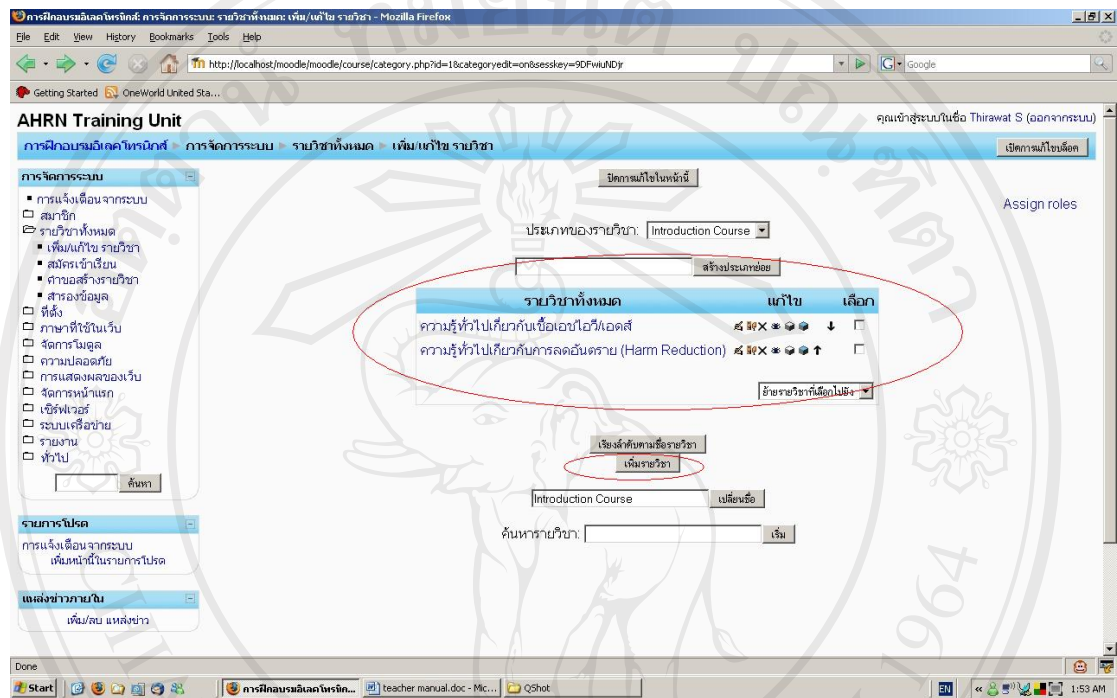 การฝึกอบรมอิเลคโทรนิกส์: การจัดการระบบ: รายวิชาทั้งหมด: เพิ่ม/แก้ไข รายวิชา - Mozilla Firefox
File Edit View History Bookmarks Tools Help
http://localhost/moodle/moodle/course/category.php?id=1&categoryedit=on&sesskey=9DFwiuNDjr
Google
Getting Started OneWorld United Sta...
AHRN Training Unit
คุณเข้าสู่ระบบในชื่อ Thirawat S (ออกจากระบบ)
การฝึกอบรมอิเลคโทรนิกส์ ► การจัดการระบบ ► รายวิชาทั้งหมด ► เพิ่ม/แก้ไข รายวิชา
เปิดการแก้ไขบล็อค
การจัดการระบบ
การแจ้งเตือนจากระบบ
สมาชิก
รายวิชาทั้งหมด
เพิ่ม/แก้ไข รายวิชา
สมัครเข้าเรียน
คำขอสร้างรายวิชา
สำรองข้อมูล
ที่ตั้ง
ภาษาที่ใช้ในเว็บ
จัดการโมดูล
ความปลอดภัย
การแสดงผลของเว็บ
จัดการหน้าแรก
เซิร์ฟเวอร์
ระบบเครือข่าย
รายงาน
ทั่วไป
ค้นหา
รายการโปรด
การแจ้งเตือนจากระบบ
เพิ่มหน้านี้ในรายการโปรด
แหล่งข่าวภายใน
เพิ่ม/ลบ แหล่งข่าว
ปิดการแก้ไขในหน้านี้
Assign roles
ประเภทของรายวิชา: Introduction Course
สร้างประเภทย่อย
รายวิชาทั้งหมด แก้ไข เลือก
ความรู้ทั่วไปเกี่ยวกับเชื้อเอชไอวี/เอดส์
ความรู้ทั่วไปเกี่ยวกับการลดอันตราย (Harm Reduction)
ย้ายรายวิชาที่เลือกไปยัง
เรียงลำดับตามชื่อรายวิชา
เพิ่มรายวิชา
Introduction Course เปลี่ยนชื่อ
ค้นหารายวิชา: เริ่ม
1964
Done
Start การฝึกอบรมอิเลคโทรนิก... teacher manual.doc - Mic... QShot EN 1:53 AM